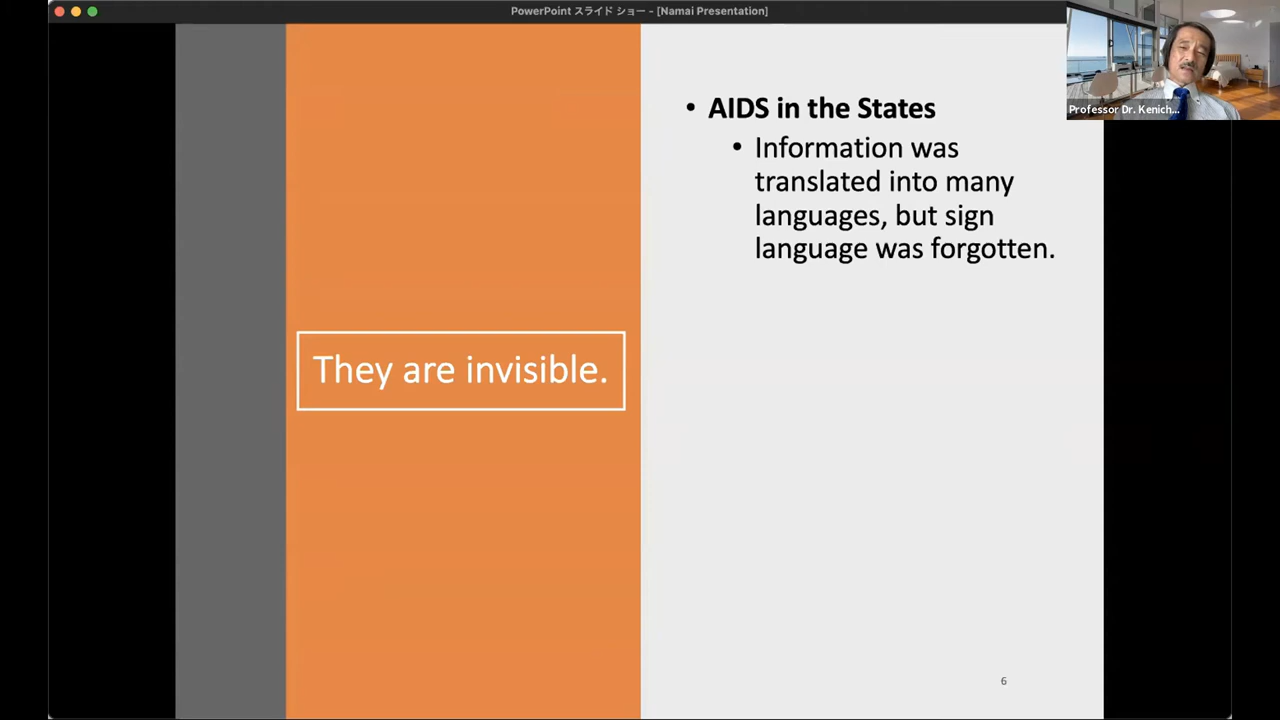 PowerPoint スライド ショー - [Namai Presentation]
Professor Dr. Kenich...
• AIDS in the States
• Information was
translated into many
languages, but sign
language was forgotten.
They are invisible.
6